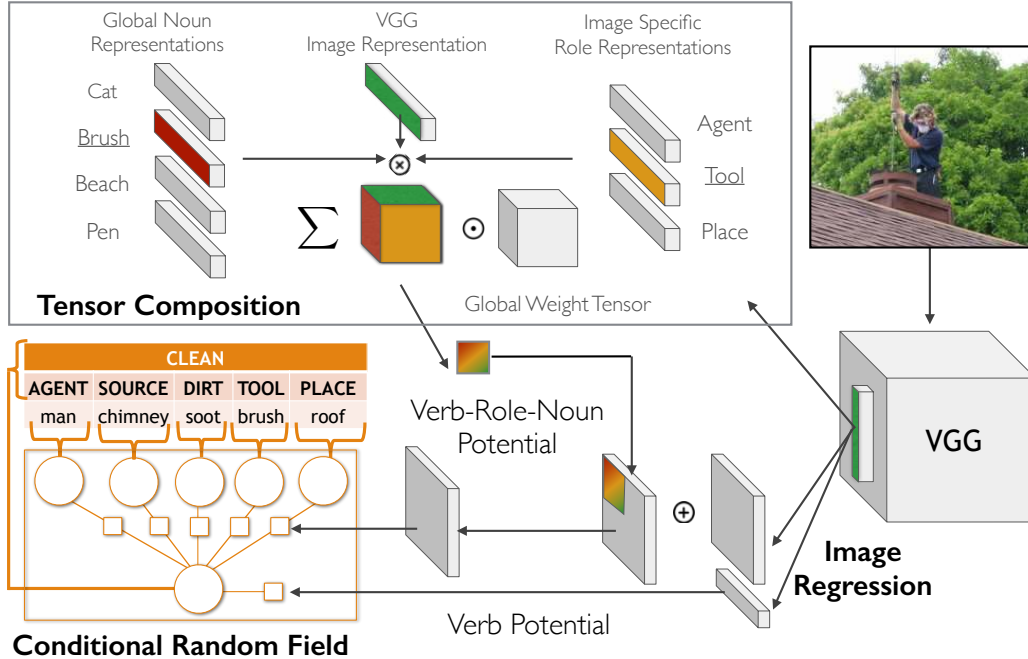 Global Noun
Representations
VGG
Image Representation
Image Specific
Role Representations
Cat
Brush
Beach
Pen
Agent
Tool
Place
Σ
Tensor Composition
Global Weight Tensor
CLEAN
AGENT SOURCE DIRT TOOL PLACE
man chimney soot brush roof
Verb-Role-Noun
Potential
VGG
Image
Regression
Verb Potential
Conditional Random Field